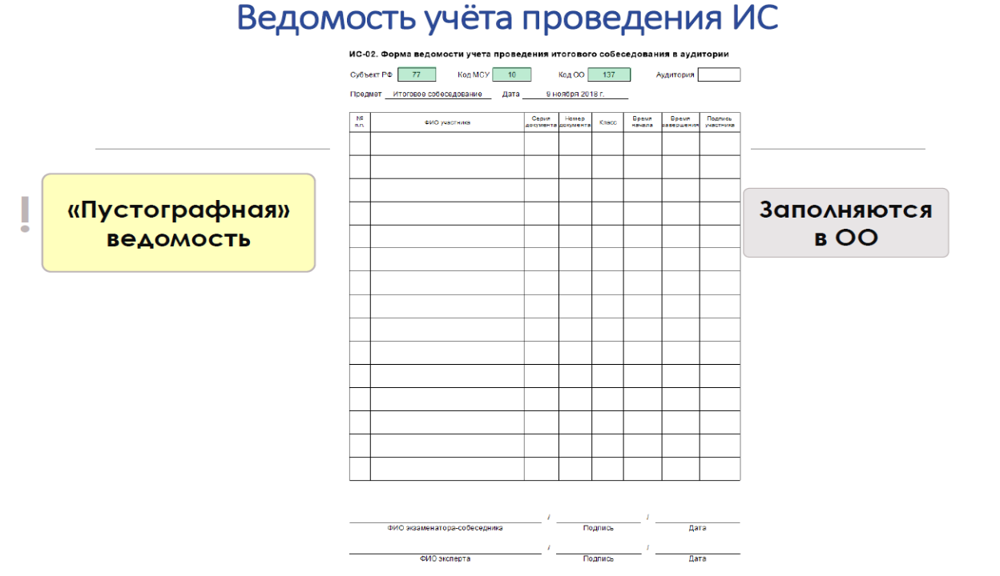 Ведомость учёта проведения ИС
ИС-02. Форма ведомости учета проведения итогового собеседования в аудитории
Субъект РФ 77 Код МСУ 10 Код ОО 137 Аудитория
Предмет Итоговое собеседование Дата 9 ноября 2018 г.
№ п.п. ФИО участника Серия документа Номер документа Класс Время начала Время завершения Подпись участника
!
«Пустографная»
ведомость
Заполняются
в ОО
/ /
ФИО экзаменатора-собеседника Подпись Дата
/ /
ФИО эксперта Подпись Дата